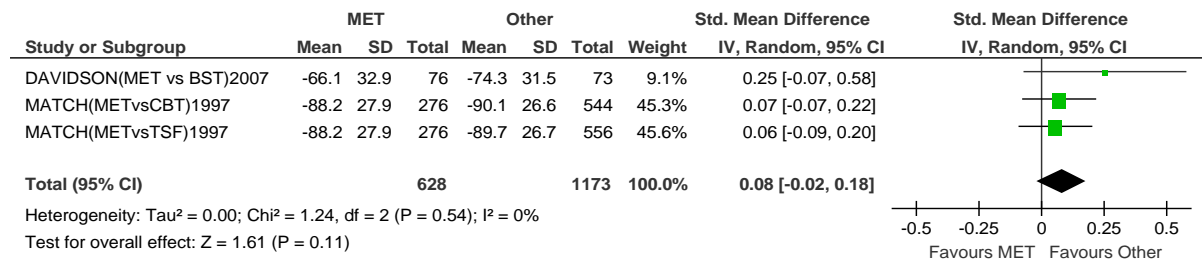 MET Other Std. Mean Difference Std. Mean Difference
Study or Subgroup Mean SD Total Mean SD Total Weight IV, Random, 95% CI IV, Random, 95% CI
DAVIDSON(MET vs BST)2007 -66.1 32.9 76 -74.3 31.5 73 9.1% 0.25 [-0.07, 0.58]
MATCH(METvsCBT)1997 -88.2 27.9 276 -90.1 26.6 544 45.3% 0.07 [-0.07, 0.22]
MATCH(METvsTSF)1997 -88.2 27.9 276 -89.7 26.7 556 45.6% 0.06 [-0.09, 0.20]
Total (95% CI) 628 1173 100.0% 0.08 [-0.02, 0.18]
Heterogeneity: Tau² = 0.00; Chi² = 1.24, df = 2 (P = 0.54); I² = 0%
Test for overall effect: Z = 1.61 (P = 0.11)
-0.5 -0.25 0 0.25 0.5
Favours MET Favours Other